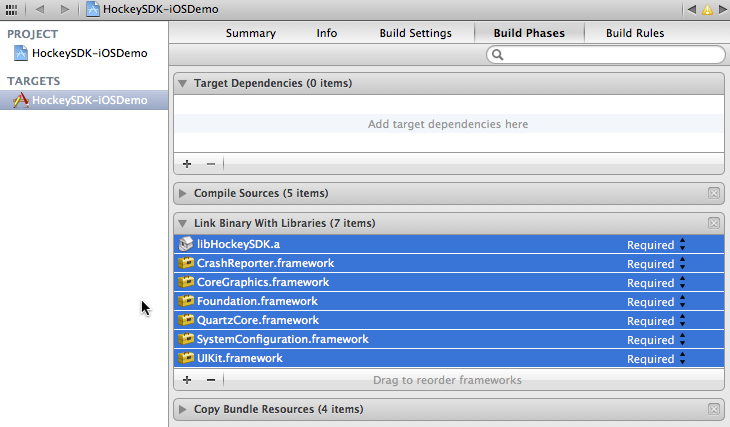 HockeySDK-iOSDemo
PROJECT
HockeySDK-iOSDemo
TARGETS
HockeySDK-iOSDemo
Summary Info Build Settings Build Phases Build Rules
Target Dependencies (0 items)
Add target dependencies here
Compile Sources (5 items)
Link Binary With Libraries (7 items)
libHockeySDK.a Required
CrashReporter.framework Required
CoreGraphics.framework Required
Foundation.framework Required
QuartzCore.framework Required
SystemConfiguration.framework Required
UIKit.framework Required
Drag to reorder frameworks
Copy Bundle Resources (4 items)